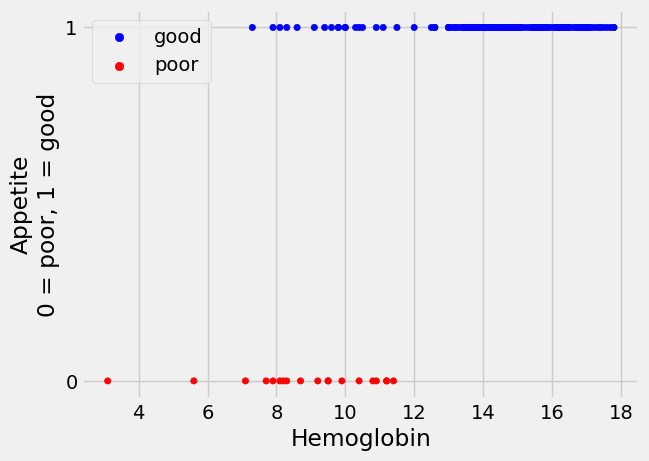 1
good
poor
Appetite
0 = poor, 1 = good
0
4 6 8 10 12 14 16 18
Hemoglobin